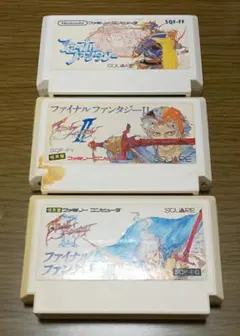 Nintendo ファミリーコンピュータ
SQF-FF
ファイナル
ファンタジー
SQUARE
ファイナル ファンタジーII
II
ファミリーコンピュータ
SQUARE
ファミリー コンピュータ
SQUARE
ファイナル
ファンタジ